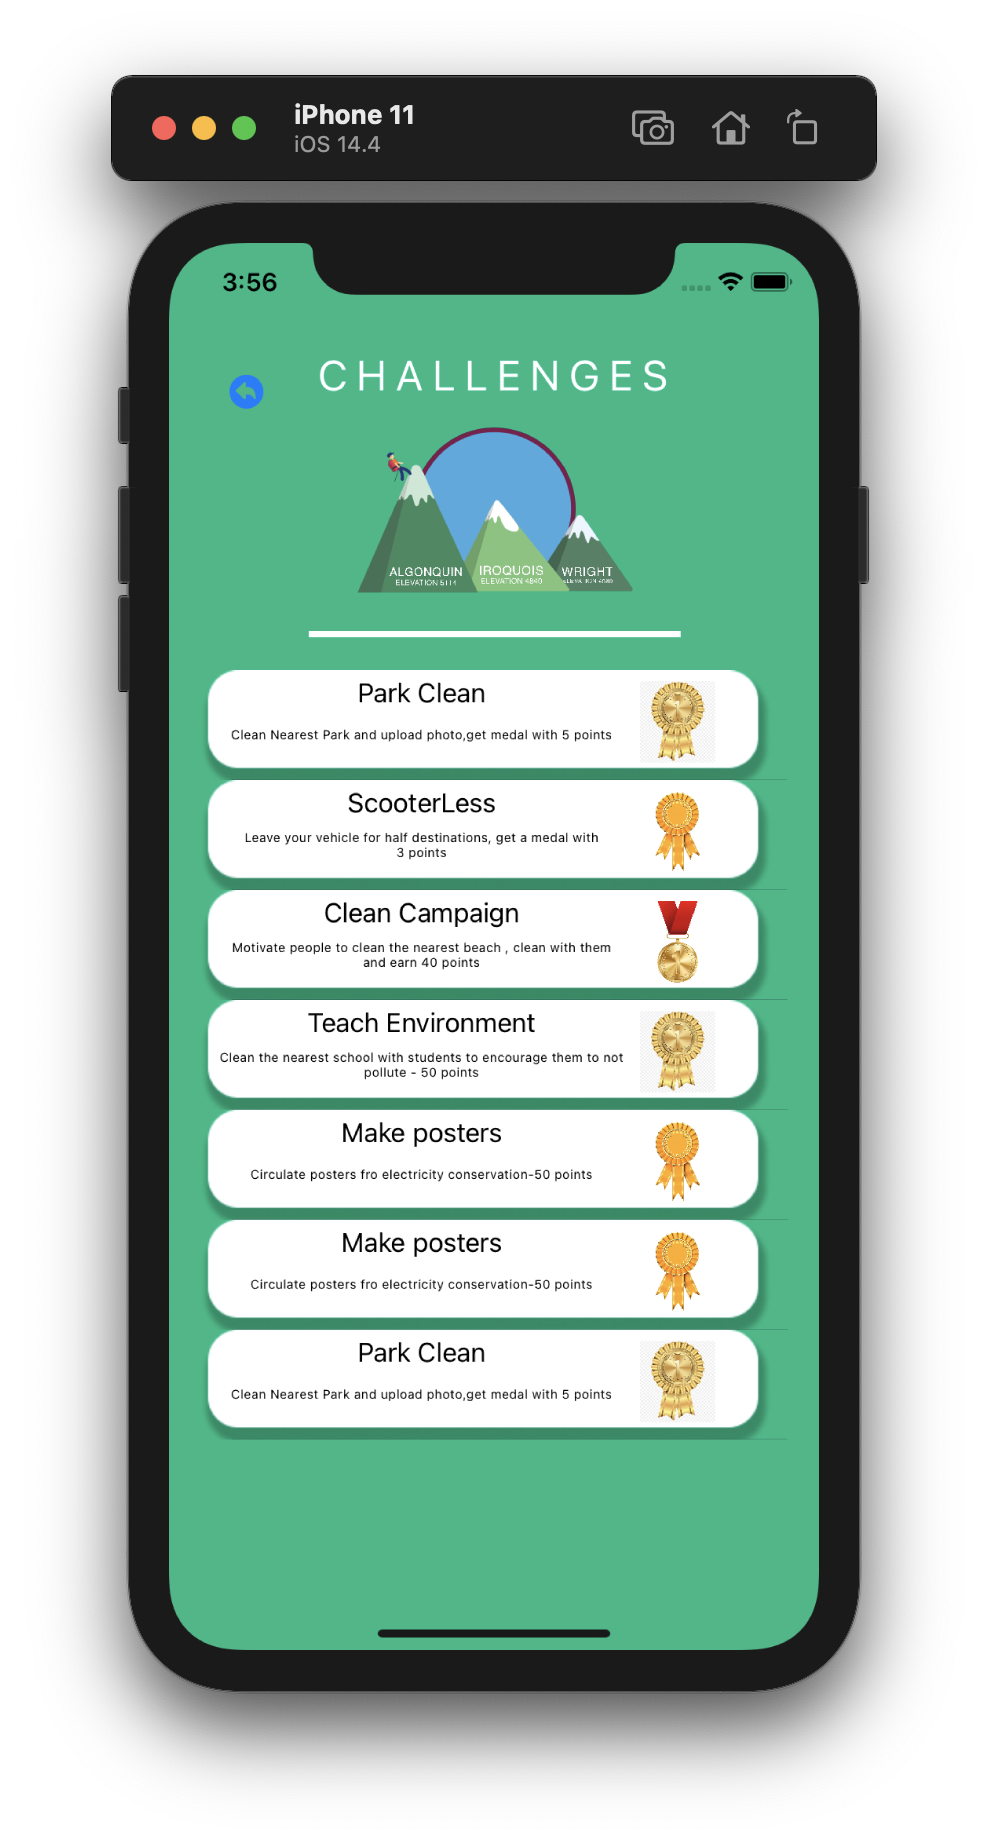 iPhone 11
iOS 14.4
3:56
CHALLENGES
ALGONQUIN
ELEVATION 5114
IROQUOIS
ELEVATION 4840
WRIGHT
ELEVATION
Park Clean
Clean Nearest Park and upload photo,get medal with 5 points
ScooterLess
Leave your vehicle for half destinations, get a medal with
3 points
Clean Campaign
Motivate people to clean the nearest beach , clean with them
and earn 40 points
Teach Environment
Clean the nearest school with students to encourage them to not
pollute - 50 points
Make posters
Circulate posters fro electricity conservation-50 points
Make posters
Circulate posters fro electricity conservation-50 points
Park Clean
Clean Nearest Park and upload photo,get medal with 5 points